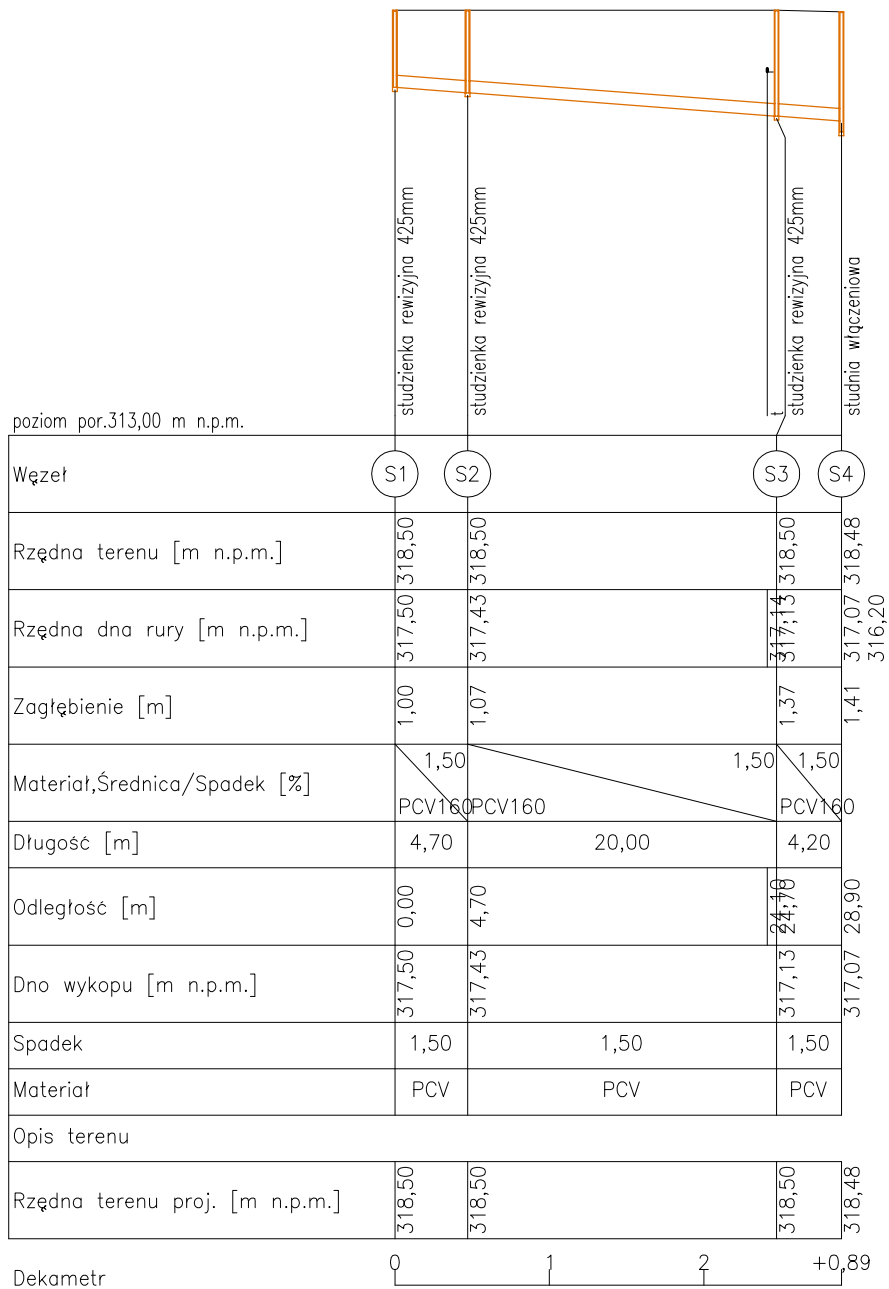 studzienka rewizyjna 425mm
studzienka rewizyjna 425mm
t
studzienka rewizyjna 425mm
studnia włączeniowa
poziom por.313,00 m n.p.m.
Węzeł
S1
S2
S3
S4
Rzędna terenu [m n.p.m.]
318,50
318,50
318,50
318,48
Rzędna dna rury [m n.p.m.]
317,50
317,43
317,14
317,13
317,07
316,20
Zagłębienie [m]
1,00
1,07
1,37
1,41
Materiał,Średnica/Spadek [%]
1,50
PCV160
1,50
PCV160
1,50
PCV160
Długość [m]
4,70
20,00
4,20
Odległość [m]
0,00
4,70
24,10
24,70
28,90
Dno wykopu [m n.p.m.]
317,50
317,43
317,13
317,07
Spadek
1,50
1,50
1,50
Materiał
PCV
PCV
PCV
Opis terenu
Rzędna terenu proj. [m n.p.m.]
318,50
318,50
318,50
318,48
Dekametr
0
1
2
+0,89